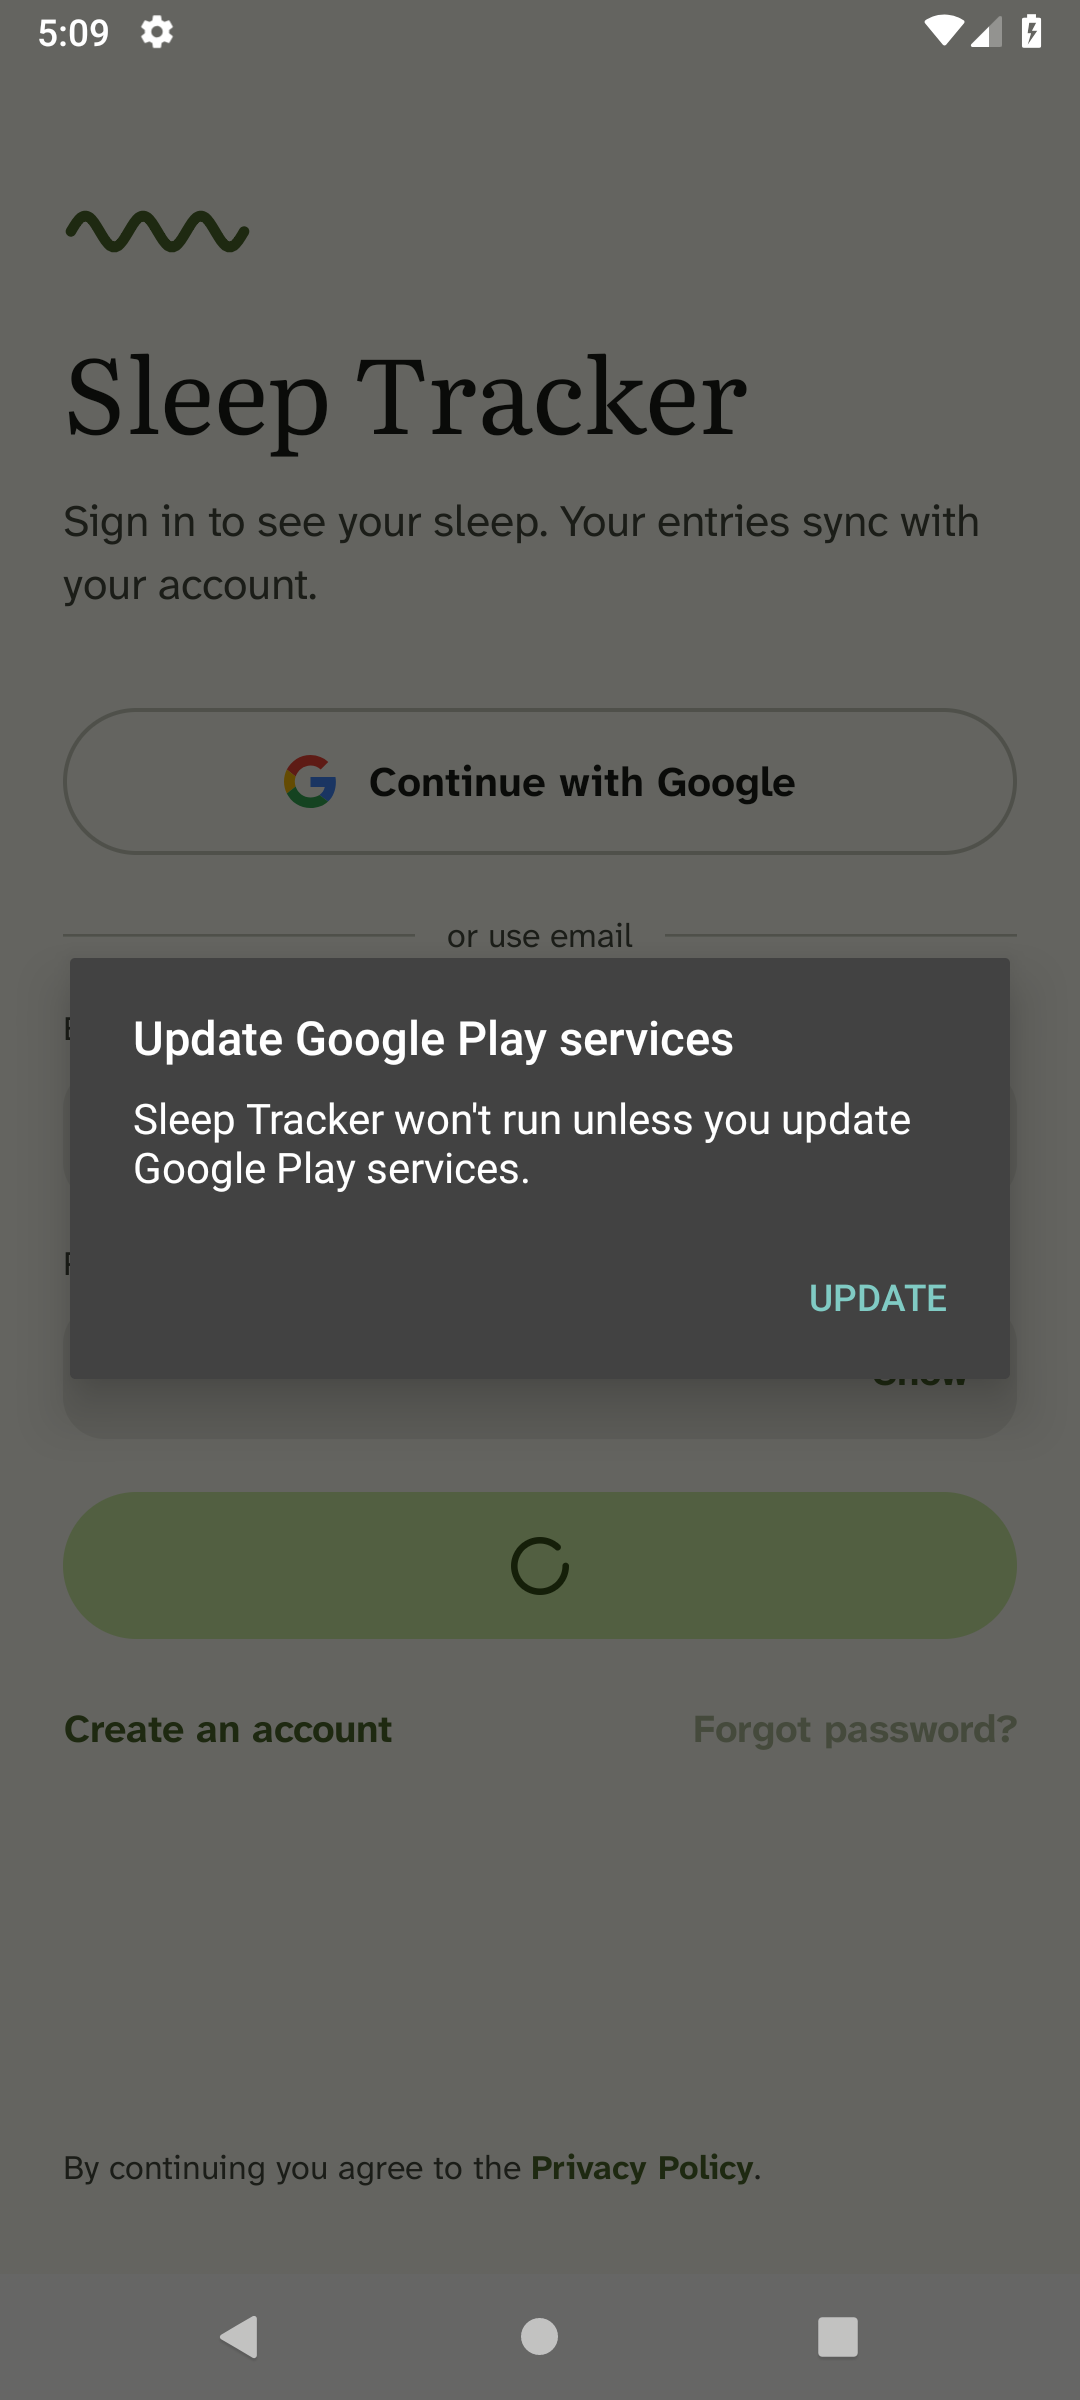 5:09
Sleep Tracker
Sign in to see your sleep. Your entries sync with
your account.
Continue with Google
or use email
Update Google Play services
Sleep Tracker won't run unless you update
Google Play services.
UPDATE
Create an account
Forgot password?
By continuing you agree to the Privacy Policy.